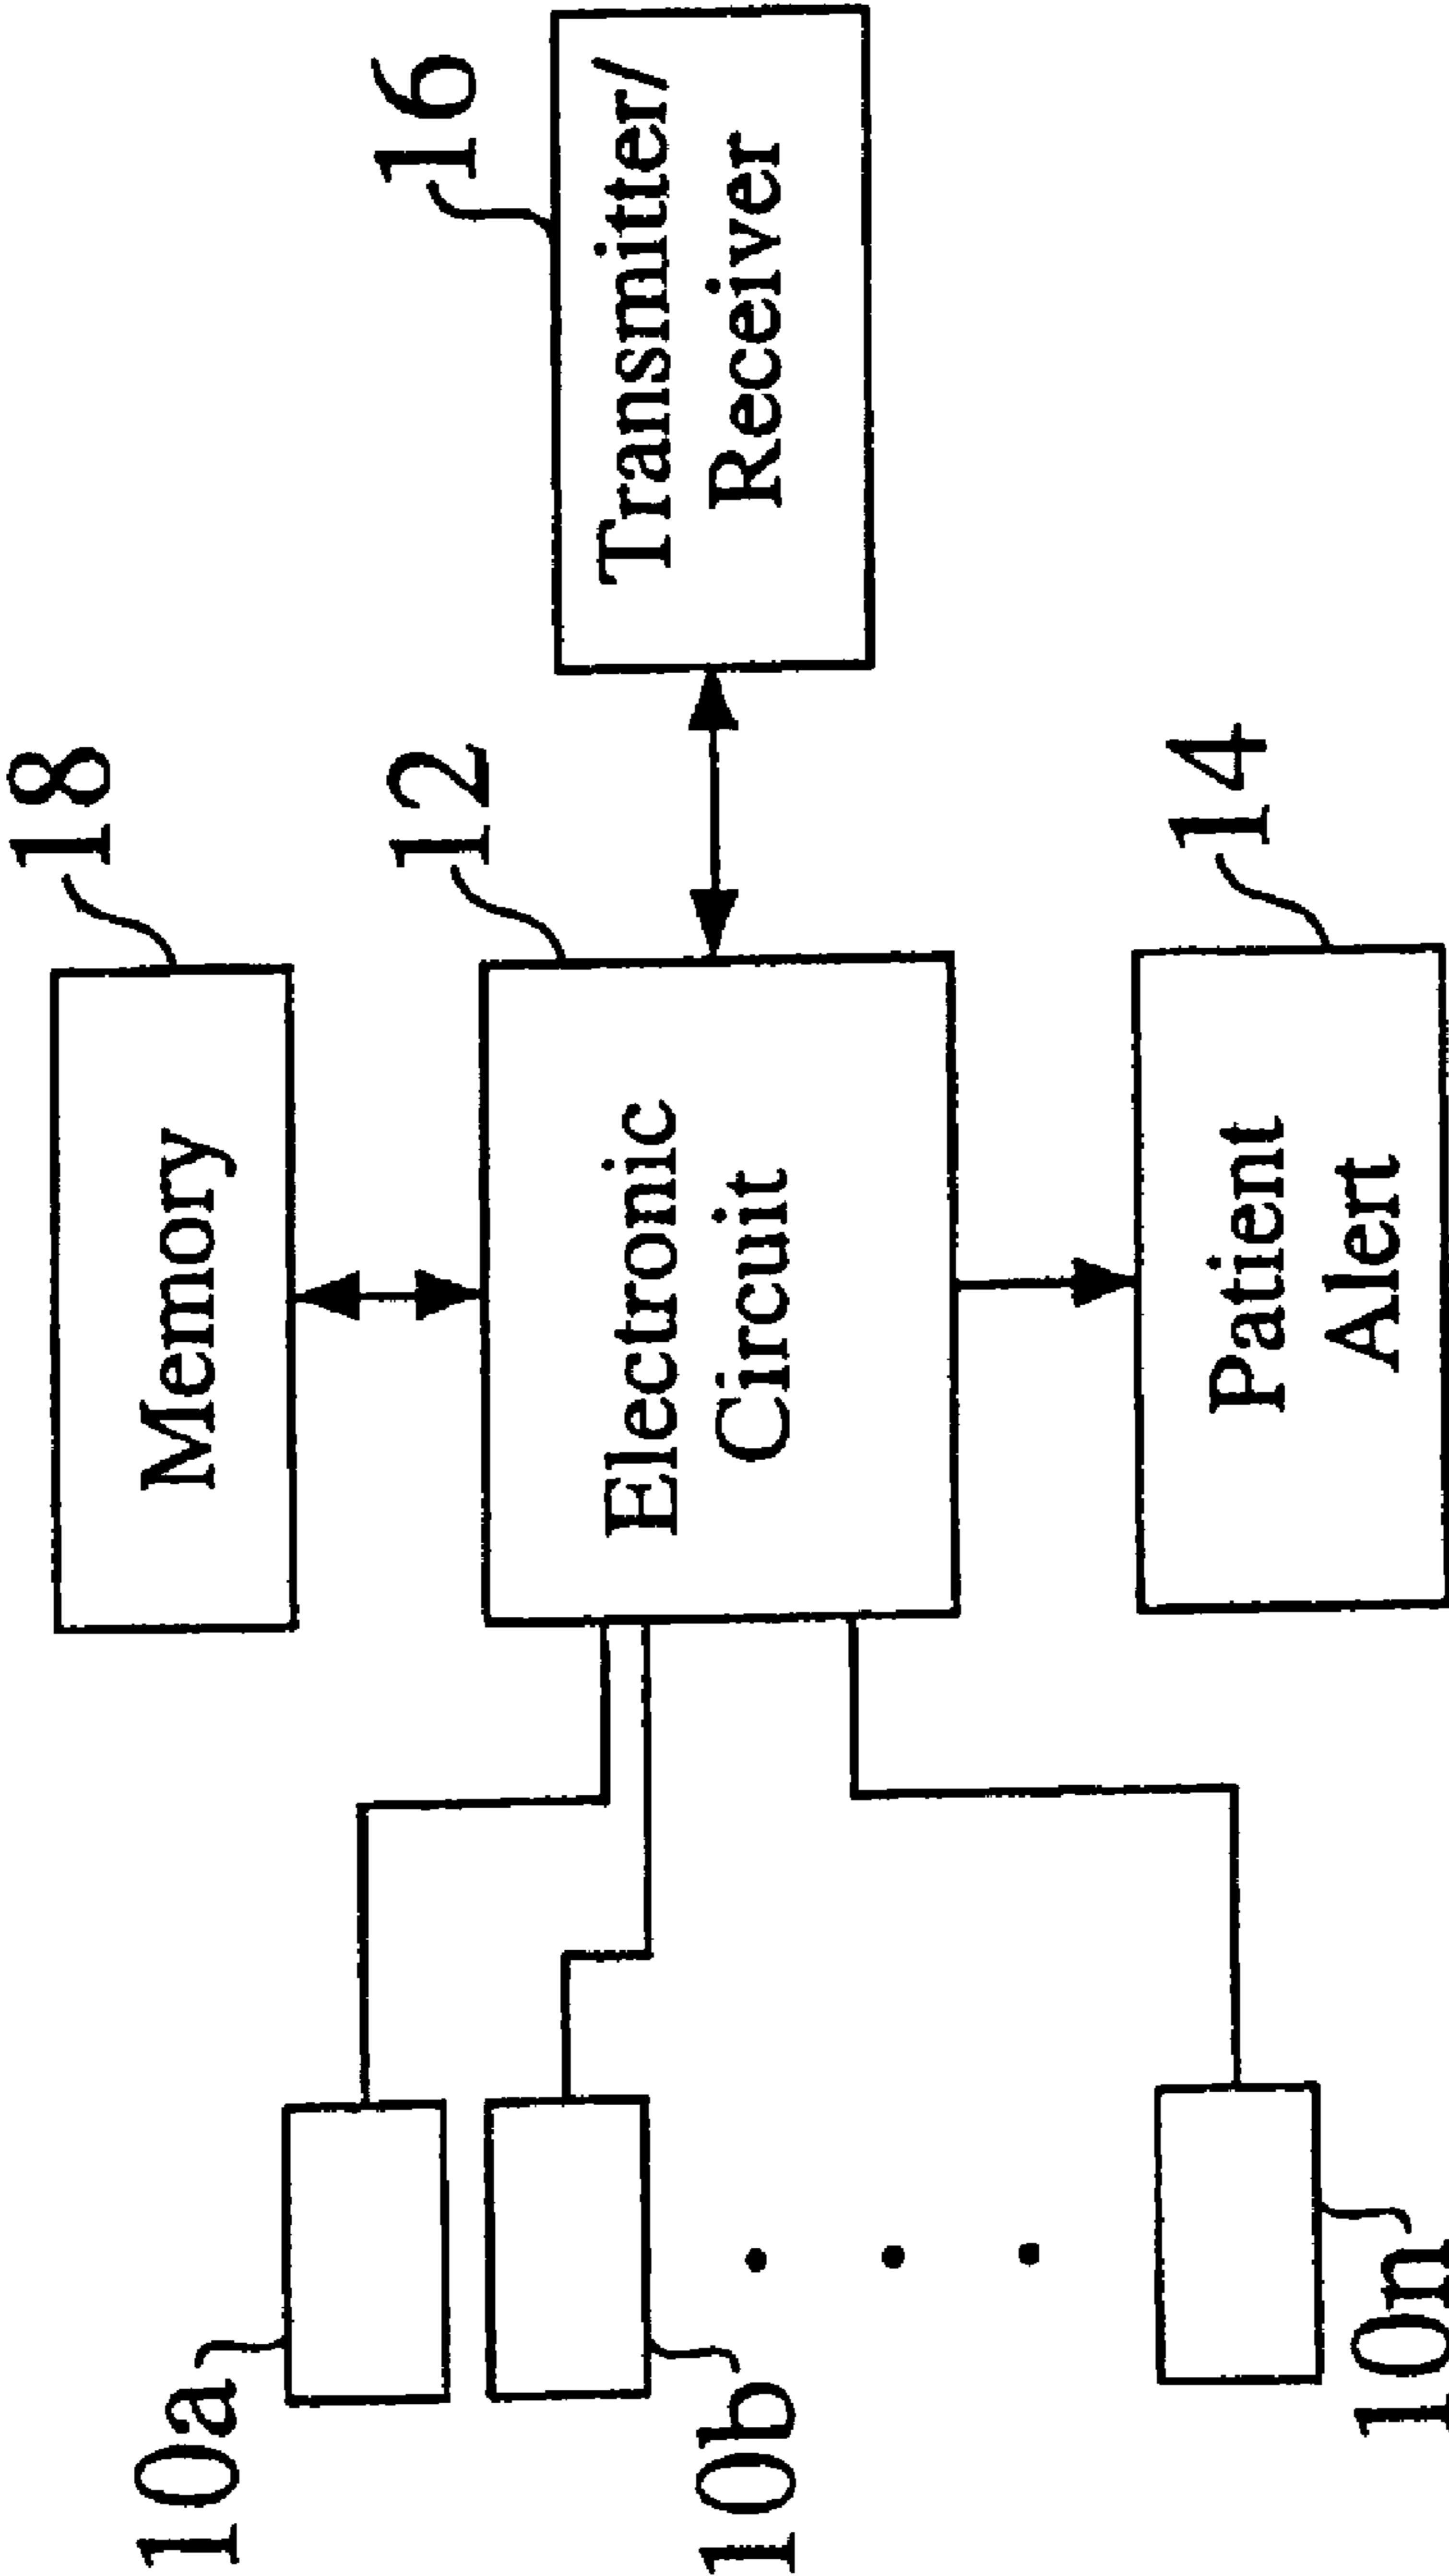 18
Memory
12
Electronic
Circuit
16
Transmitter/
Receiver
14
Patient
Alert
10a
10b
10n